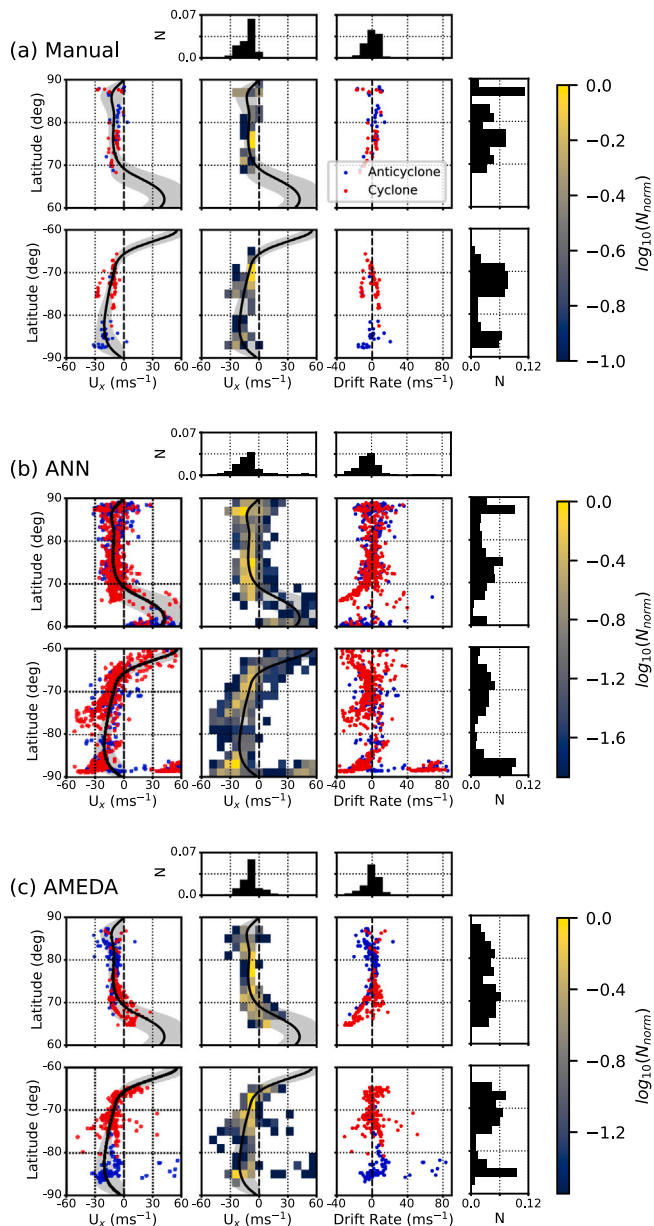 0.07
N
0.0
(a) Manual
90
80
70
60
Latitude (deg)
Anticyclone
Cyclone
0.0
−0.2
−0.4
−0.6
−0.8
−1.0
log₁₀(N_norm)
-60
-70
-80
-90
Latitude (deg)
-60 -30 0 30 60
-60 -30 0 30 60
-40 0 40 80
0.00 0.12
Uₓ (ms⁻¹)
Uₓ (ms⁻¹)
Drift Rate (ms⁻¹)
N
0.07
N
0.0
(b) ANN
90
80
70
60
Latitude (deg)
0.0
−0.4
−0.8
−1.2
−1.6
log₁₀(N_norm)
-60
-70
-80
-90
Latitude (deg)
-60 -30 0 30 60
-60 -30 0 30 60
-40 0 40 80
0.00 0.12
Uₓ (ms⁻¹)
Uₓ (ms⁻¹)
Drift Rate (ms⁻¹)
N
0.07
N
0.0
(c) AMEDA
90
80
70
60
Latitude (deg)
0.0
−0.4
−0.8
−1.2
log₁₀(N_norm)
-60
-70
-80
-90
Latitude (deg)
-60 -30 0 30 60
-60 -30 0 30 60
-40 0 40 80
0.00 0.12
Uₓ (ms⁻¹)
Uₓ (ms⁻¹)
Drift Rate (ms⁻¹)
N